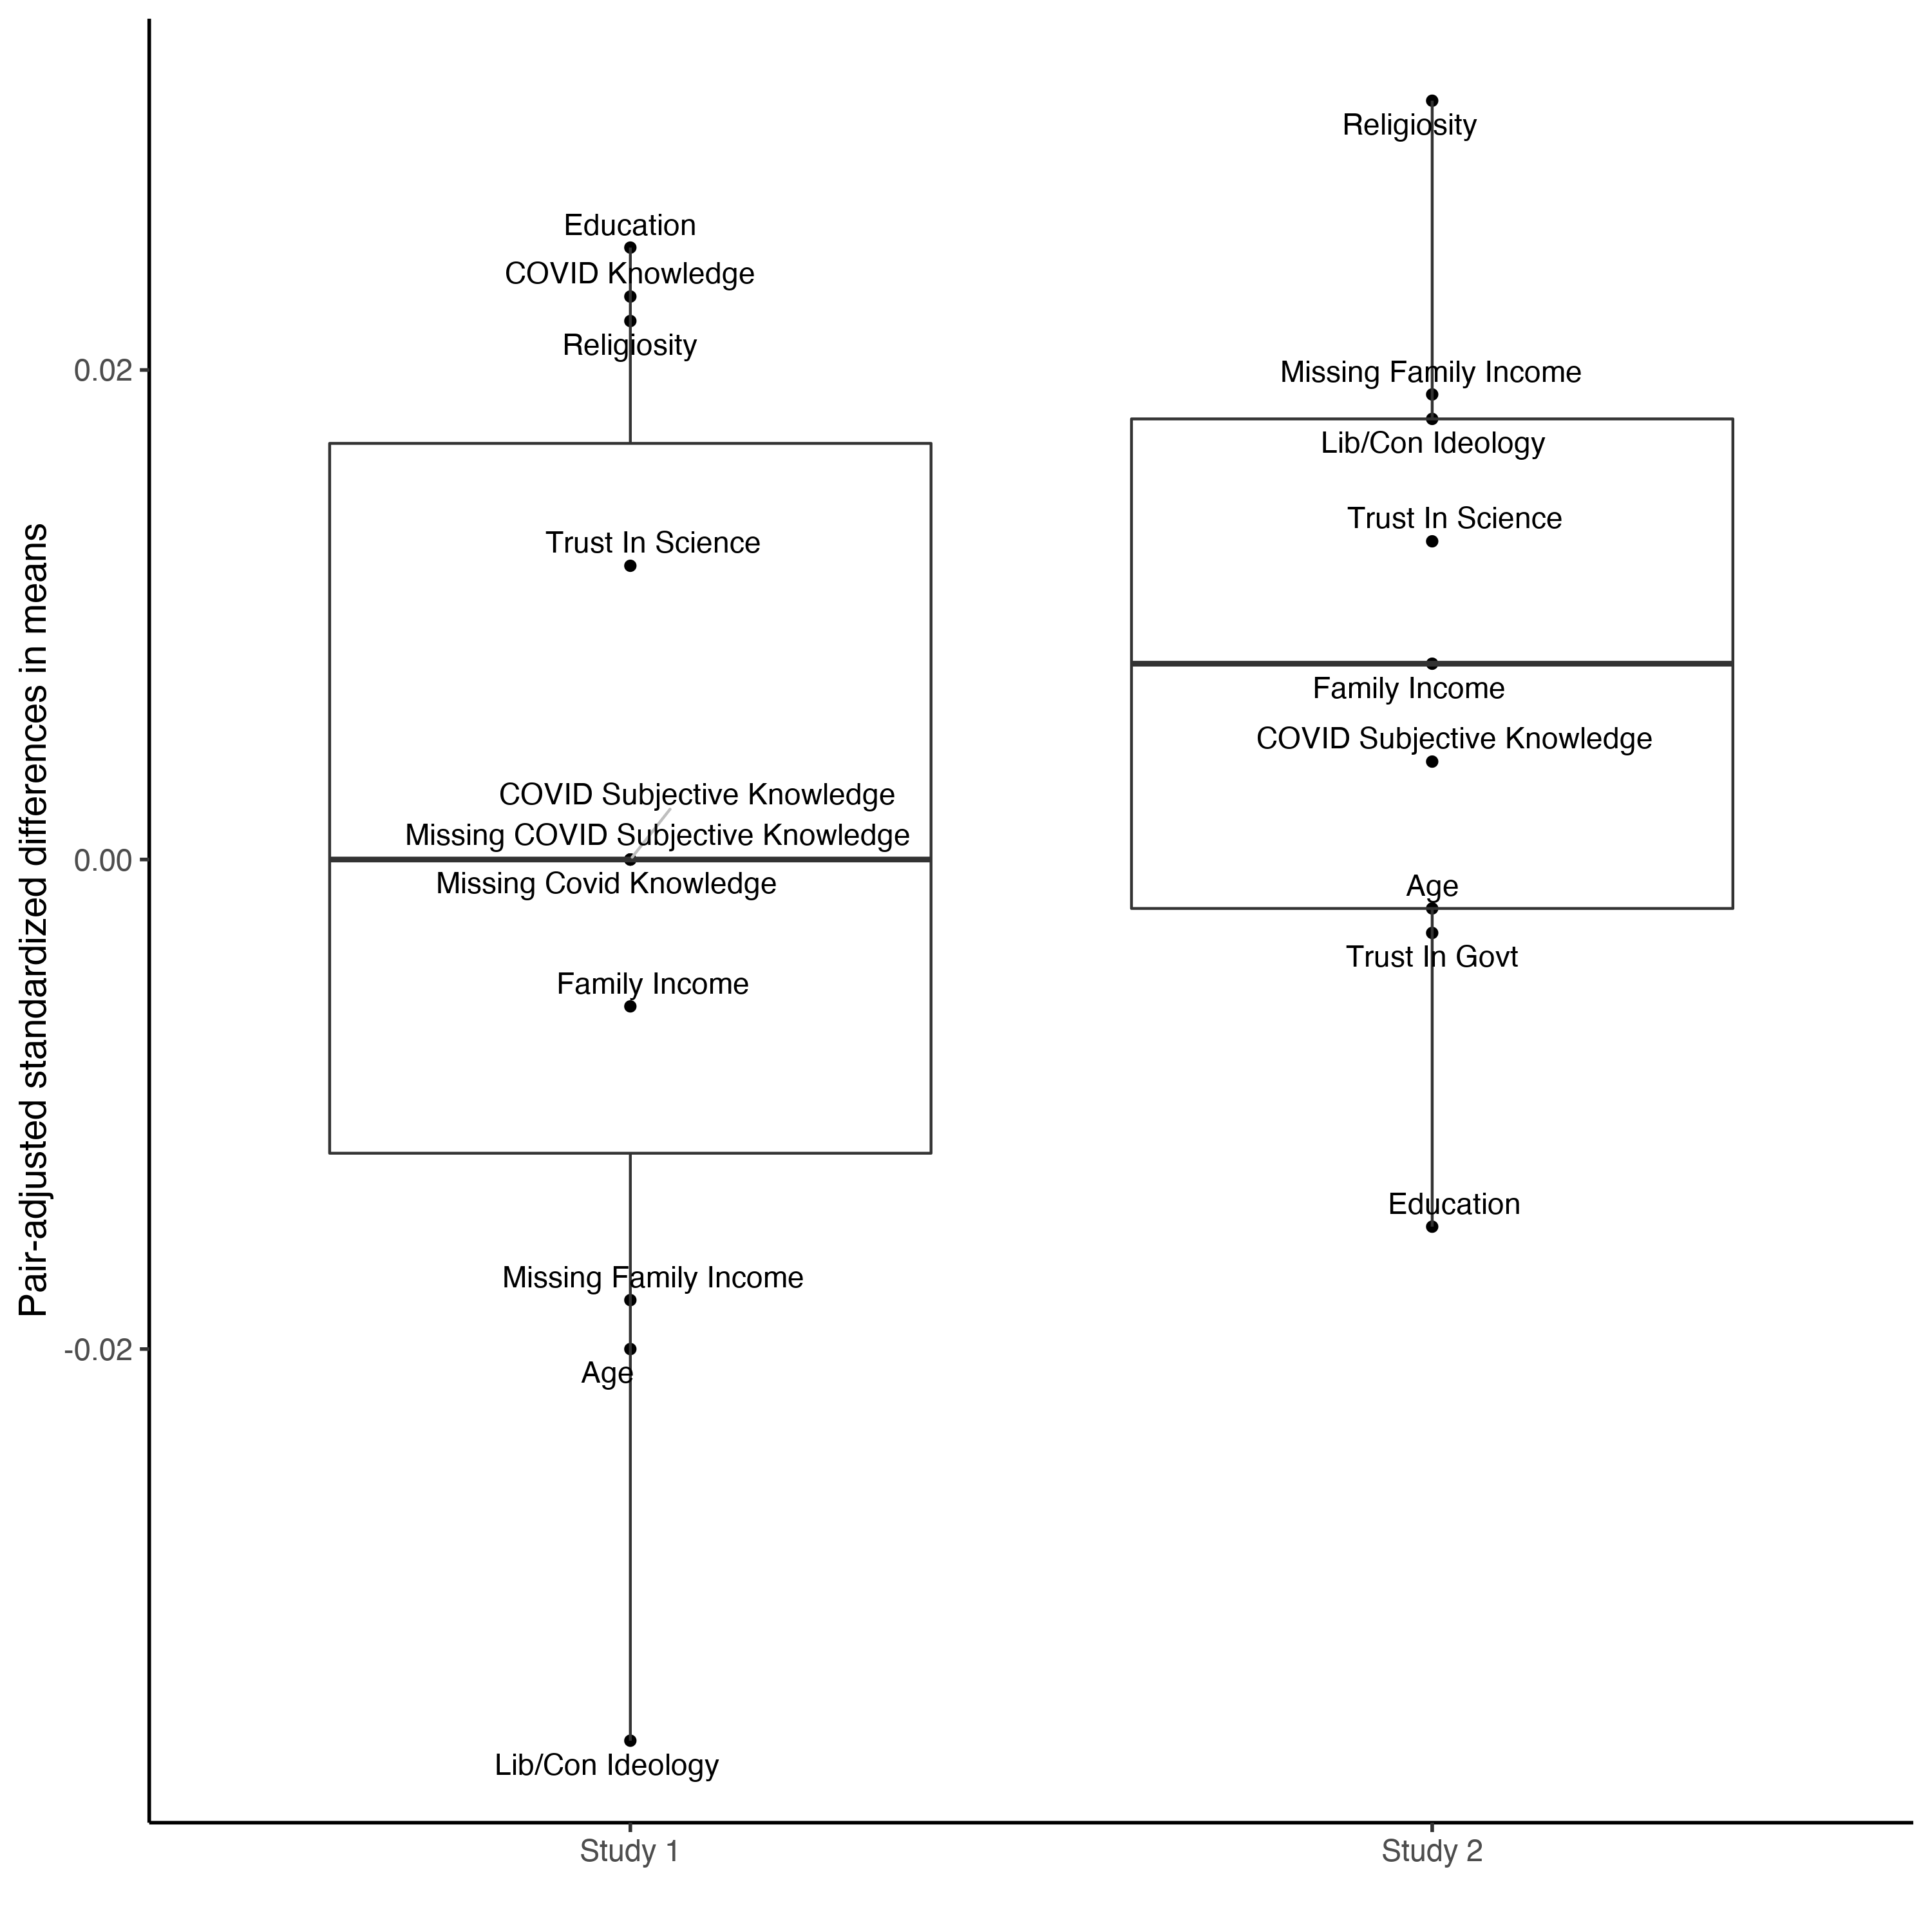 Pair-adjusted standardized differences in means
0.02
0.00
-0.02
Education
COVID Knowledge
Religiosity
Trust In Science
COVID Subjective Knowledge
Missing COVID Subjective Knowledge
Missing Covid Knowledge
Family Income
Missing Family Income
Age
Lib/Con Ideology
Religiosity
Missing Family Income
Lib/Con Ideology
Trust In Science
Family Income
COVID Subjective Knowledge
Age
Trust In Govt
Education
Study 1
Study 2